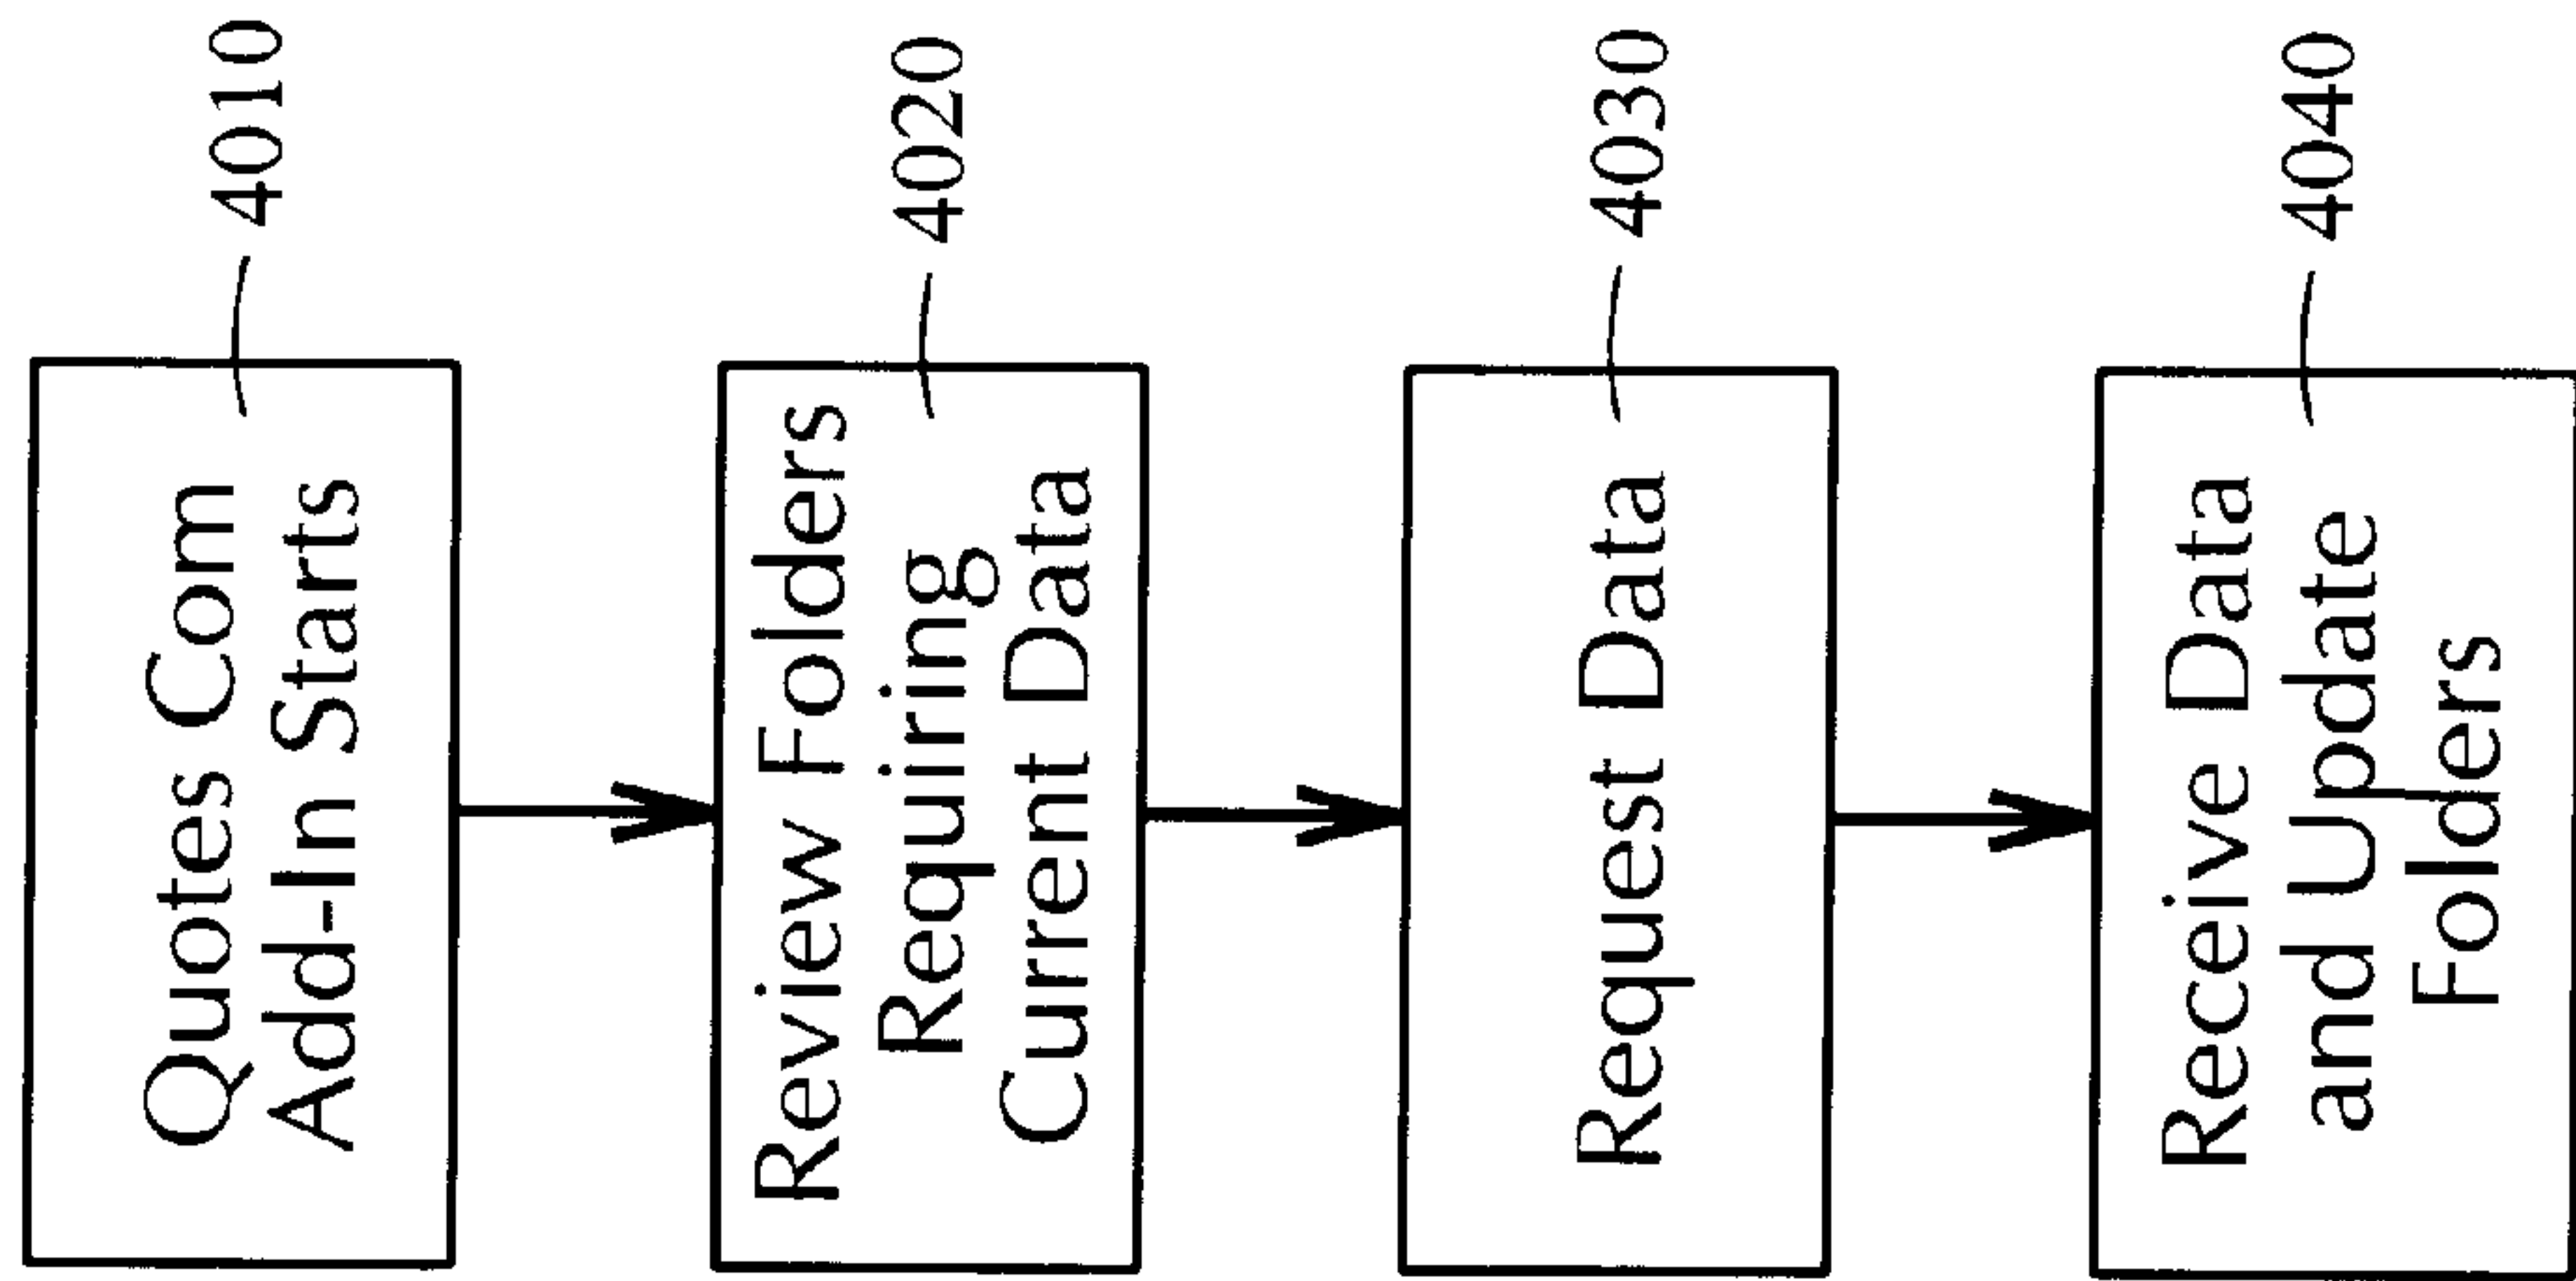 Quotes Com
Add-In Starts
4010
Review Folders
Requiring
Current Data
4020
Request Data
4030
Receive Data
and Update
Folders
4040